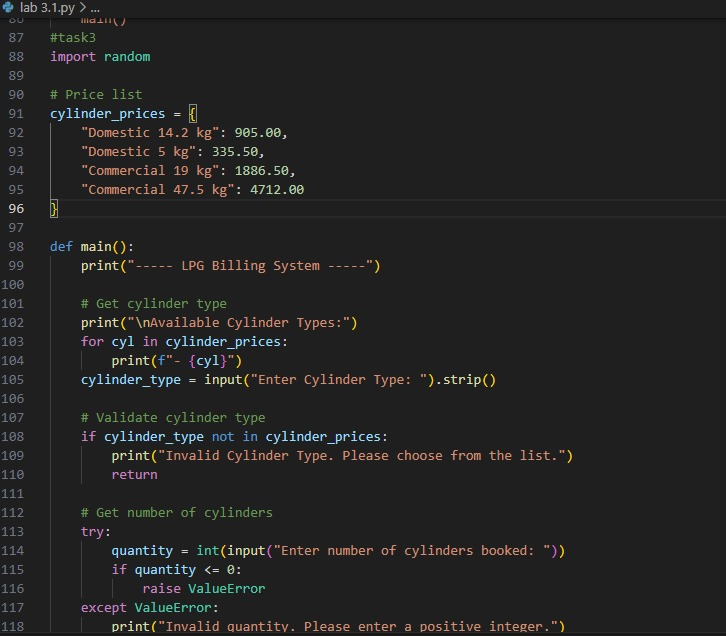 lab 3.1.py > ...
86 main()
87 #task3
88 import random
89
90 # Price list
91 cylinder_prices = {
92 "Domestic 14.2 kg": 905.00,
93 "Domestic 5 kg": 335.50,
94 "Commercial 19 kg": 1886.50,
95 "Commercial 47.5 kg": 4712.00
96 }
97
98 def main():
99 print("----- LPG Billing System -----")
100
101 # Get cylinder type
102 print("\nAvailable Cylinder Types:")
103 for cyl in cylinder_prices:
104 print(f"- {cyl}")
105 cylinder_type = input("Enter Cylinder Type: ").strip()
106
107 # Validate cylinder type
108 if cylinder_type not in cylinder_prices:
109 print("Invalid Cylinder Type. Please choose from the list.")
110 return
111
112 # Get number of cylinders
113 try:
114 quantity = int(input("Enter number of cylinders booked: "))
115 if quantity <= 0:
116 raise ValueError
117 except ValueError:
118 print("Invalid quantity. Please enter a positive integer.")